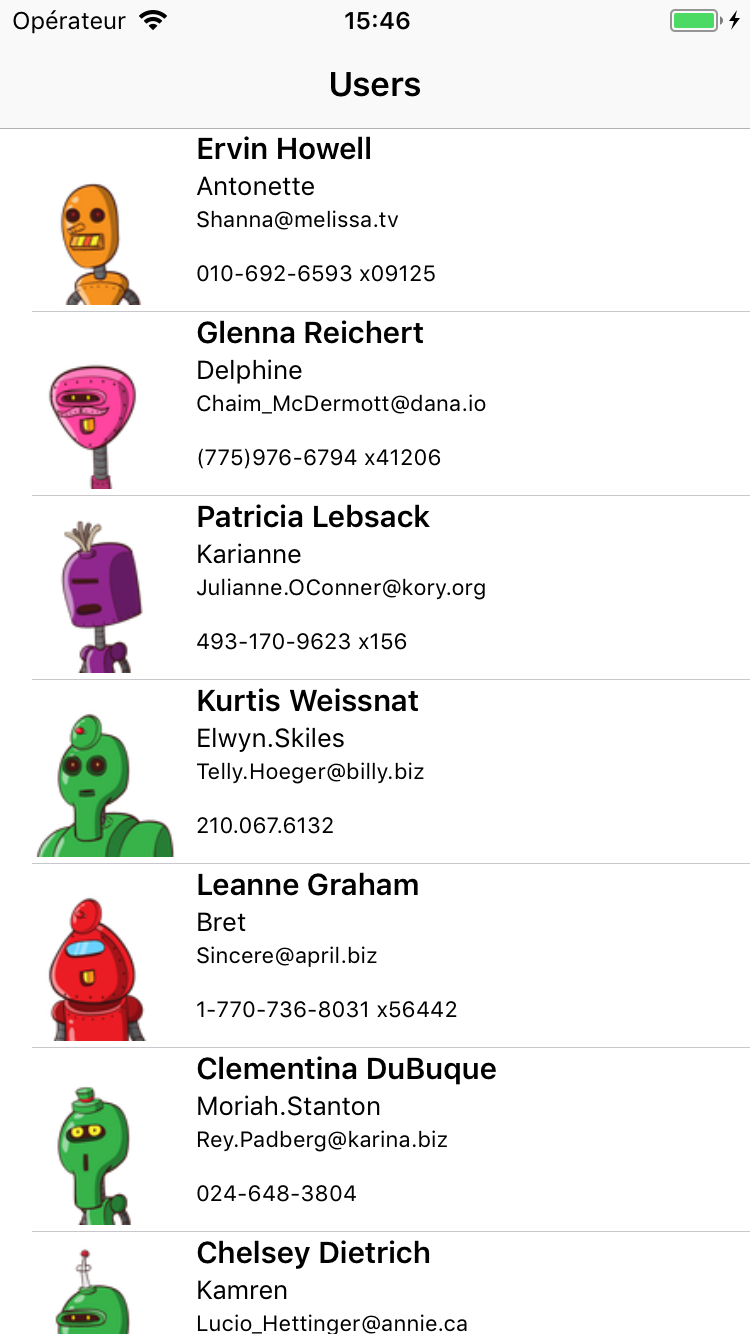 Opérateur 15:46
Users
Ervin Howell
Antonette
Shanna@melissa.tv
010-692-6593 x09125
Glenna Reichert
Delphine
Chaim_McDermott@dana.io
(775)976-6794 x41206
Patricia Lebsack
Karianne
Julianne.OConner@kory.org
493-170-9623 x156
Kurtis Weissnat
Elwyn.Skiles
Telly.Hoeger@billy.biz
210.067.6132
Leanne Graham
Bret
Sincere@april.biz
1-770-736-8031 x56442
Clementina DuBuque
Moriah.Stanton
Rey.Padberg@karina.biz
024-648-3804
Chelsey Dietrich
Kamren
Lucio_Hettinger@annie.ca